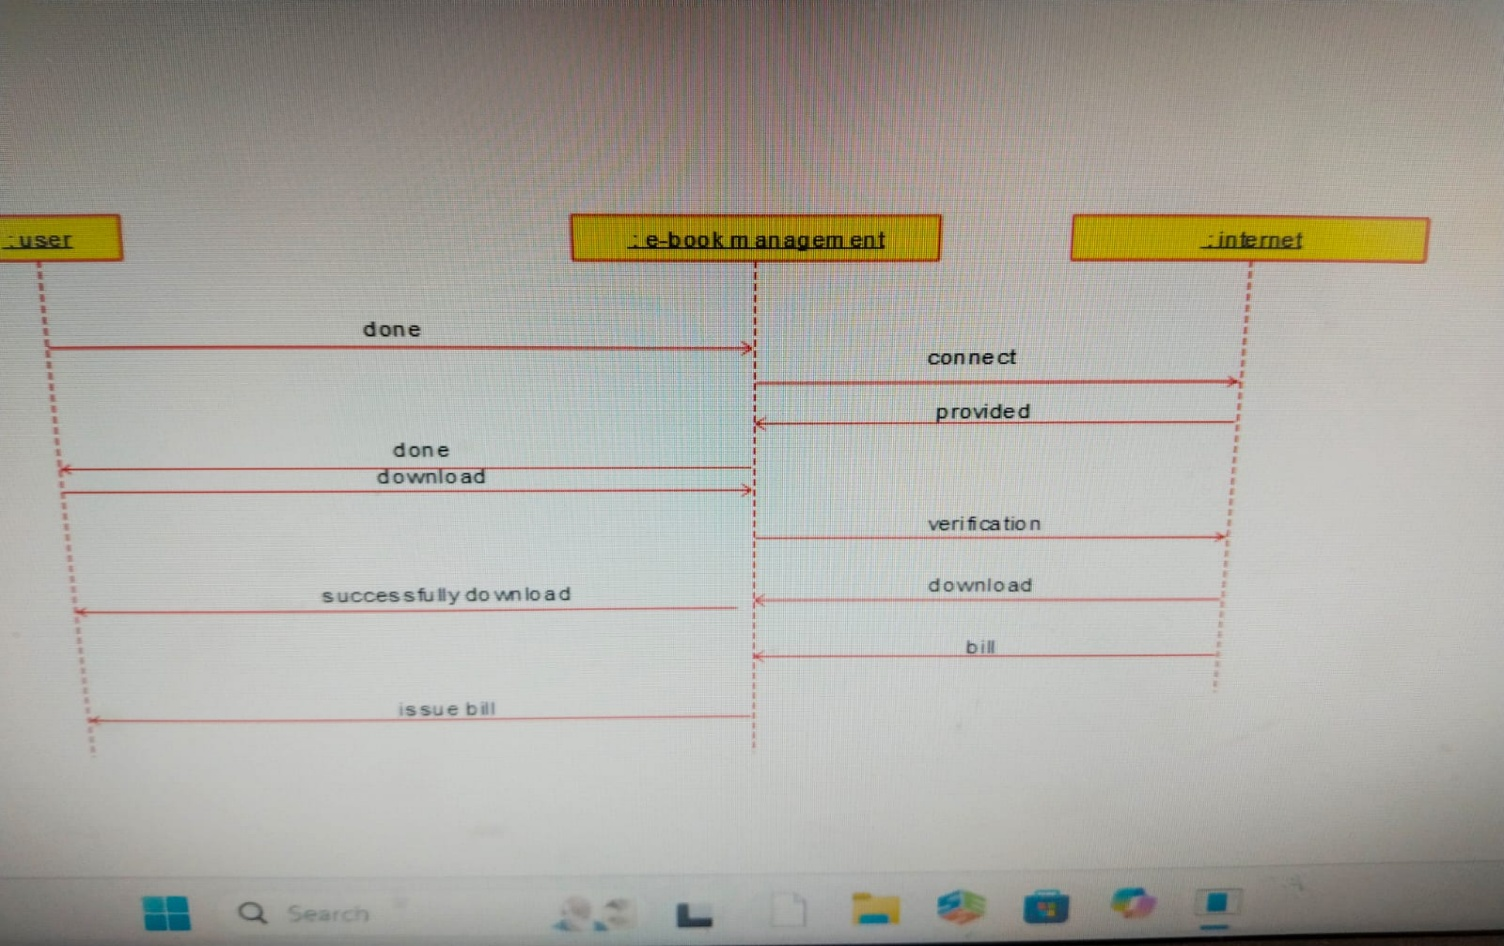 :user
: e-book management
:internet
done
connect
provided
done
download
verification
download
successfully download
bill
issue bill
Search